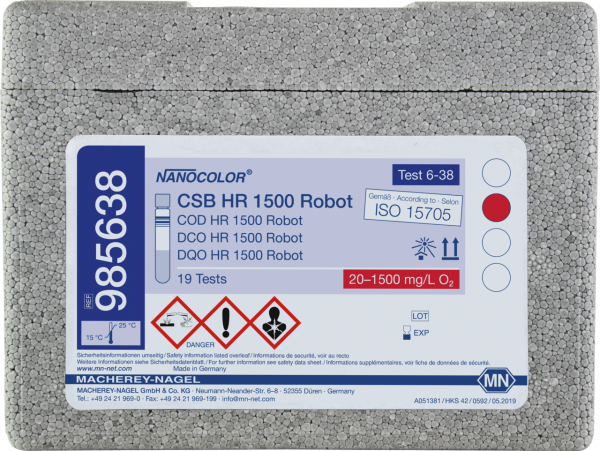 REF 985638
NANOCOLOR®
Test 6-38
CSB HR 1500 Robot
COD HR 1500 Robot
DCO HR 1500 Robot
DQO HR 1500 Robot
Gemäß · According to · Selon
ISO 15705
19 Tests
20–1500 mg/L O₂
15 °C
25 °C
DANGER
LOT
EXP
Sicherheitsinformationen umseitig / Safety information listed overleaf / Informations de sécurité, voir au recto
Weitere Informationen siehe Sicherheitsdatenblatt. / For further information see safety data sheet. / Informations supplémentaires, voir fiche de données de sécurité.
www.mn-net.com Made in Germany
MACHEREY-NAGEL
MN
MACHEREY-NAGEL GmbH & Co. KG · Neumann-Neander-Str. 6–8 · 52355 Düren · Germany
Tel.: +49 24 21 969-0 · Fax: +49 24 21 969-199 · info@mn-net.com
A051381 / HKS 42 / 0592 / 05.2019